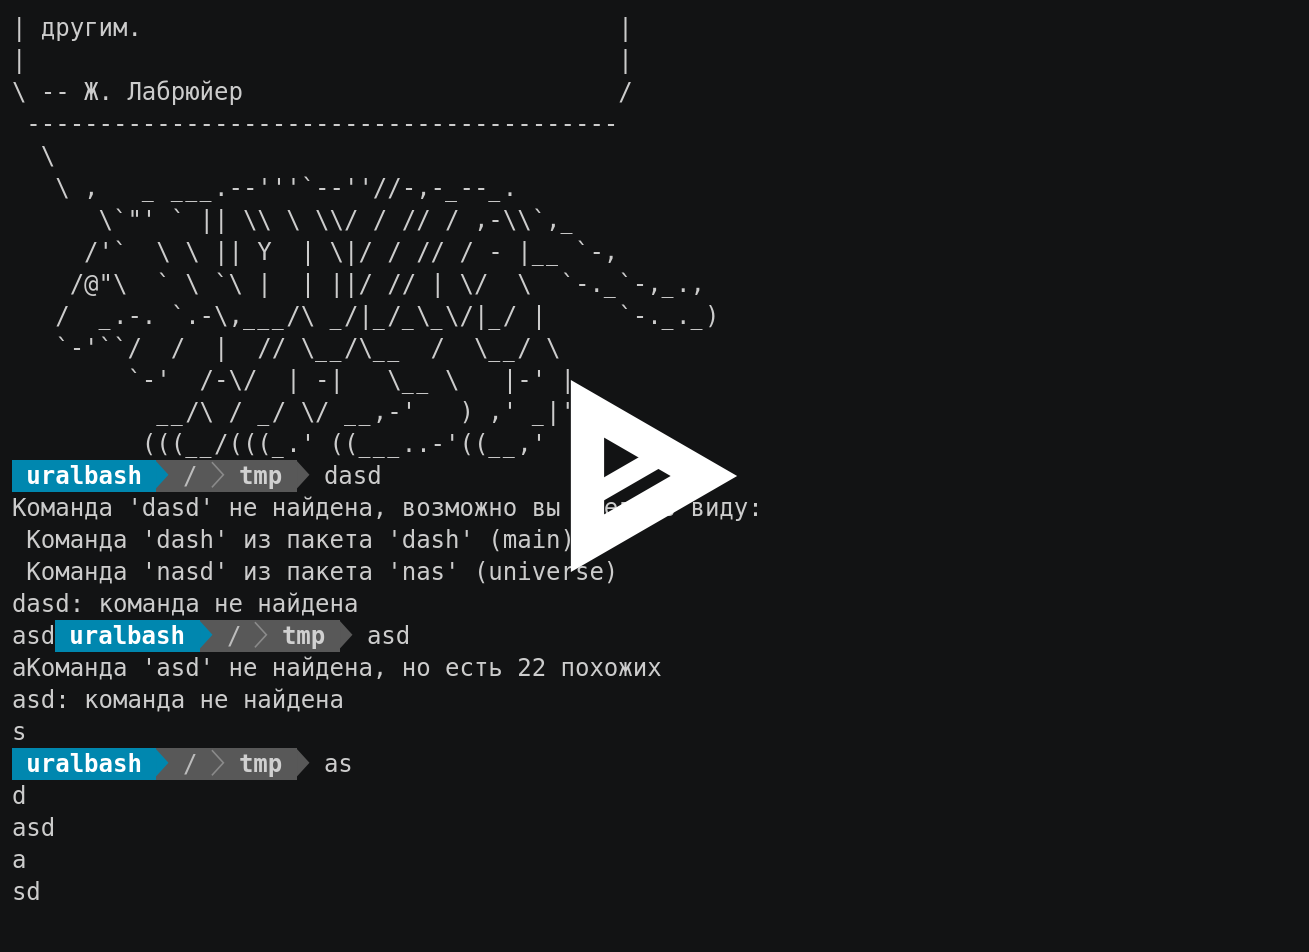 | другим.                                 |
|                                         |
\ -- Ж. Лабрюйер                          /
 -----------------------------------------
  \
   \ ,   _ ___.--'''`--''//-,-_--_.
      \`"' ` || \\ \ \\/ / // / ,-\\`,_
     /'`  \ \ || Y  | \|/ / // / - |__ `-,
    /@"\  ` \ `\ |  | ||/ // | \/  \  `-._`-,_.,
   /  _.-. `.-\,___/\ _/|_/_\_\/|_/ |     `-._._)
   `-'``/  /  |  // \__/\__  /  \__/ \
        `-'  /-\/  | -|   \__ \   |-' |
          __/\ / _/ \/ __,-'   ) ,' _|'
         (((__/(((_.' ((___..-'((__,'
uralbash / tmp dasd
Команда 'dasd' не найдена, возможно вы виду:
 Команда 'dash' из пакета 'dash' (main)
 Команда 'nasd' из пакета 'nas' (universe)
dasd: команда не найдена
asd uralbash / tmp asd
aКоманда 'asd' не найдена, но есть 22 похожих
asd: команда не найдена
s
uralbash / tmp as
d
asd
a
sd